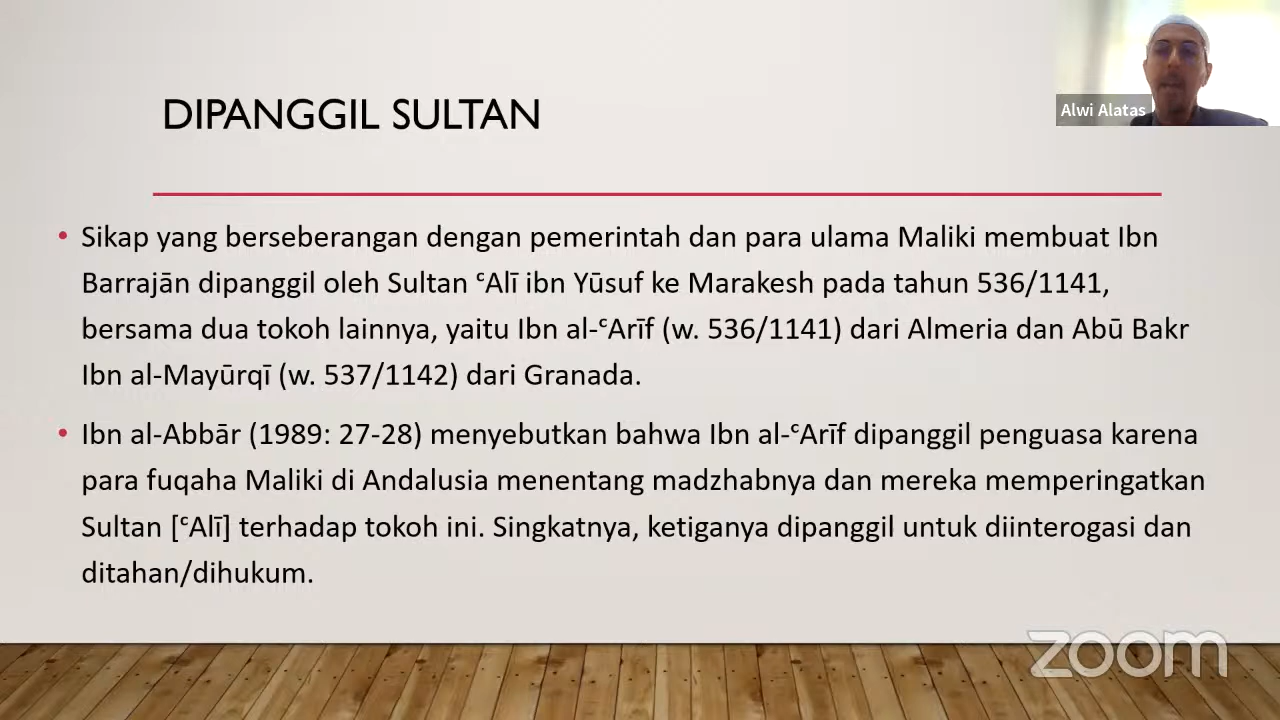 Alwi Alatas
DIPANGGIL SULTAN
• Sikap yang berseberangan dengan pemerintah dan para ulama Maliki membuat Ibn
Barrajān dipanggil oleh Sultan ʿAlī ibn Yūsuf ke Marakesh pada tahun 536/1141,
bersama dua tokoh lainnya, yaitu Ibn al-ʿArīf (w. 536/1141) dari Almeria dan Abū Bakr
Ibn al-Mayūrqī (w. 537/1142) dari Granada.
• Ibn al-Abbār (1989: 27-28) menyebutkan bahwa Ibn al-ʿArīf dipanggil penguasa karena
para fuqaha Maliki di Andalusia menentang madzhabnya dan mereka memperingatkan
Sultan [ʿAlī] terhadap tokoh ini. Singkatnya, ketiganya dipanggil untuk diinterogasi dan
ditahan/dihukum.
zoom